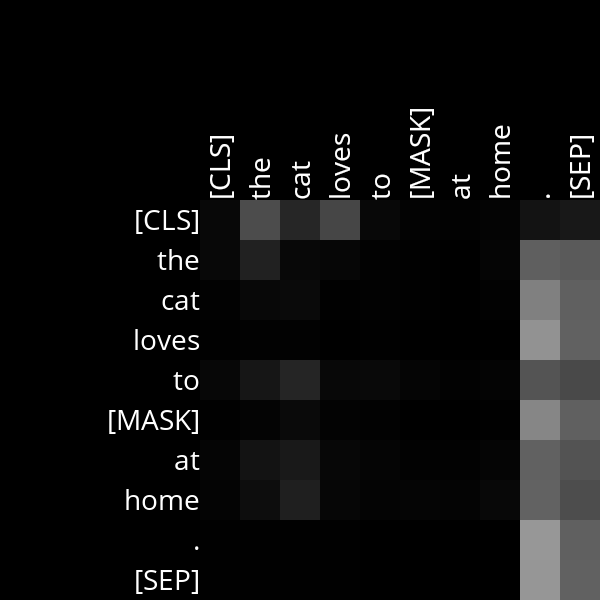 [CLS] the cat loves to [MASK] at home . [SEP]
[CLS]
the
cat
loves
to
[MASK]
at
home
.
[SEP]